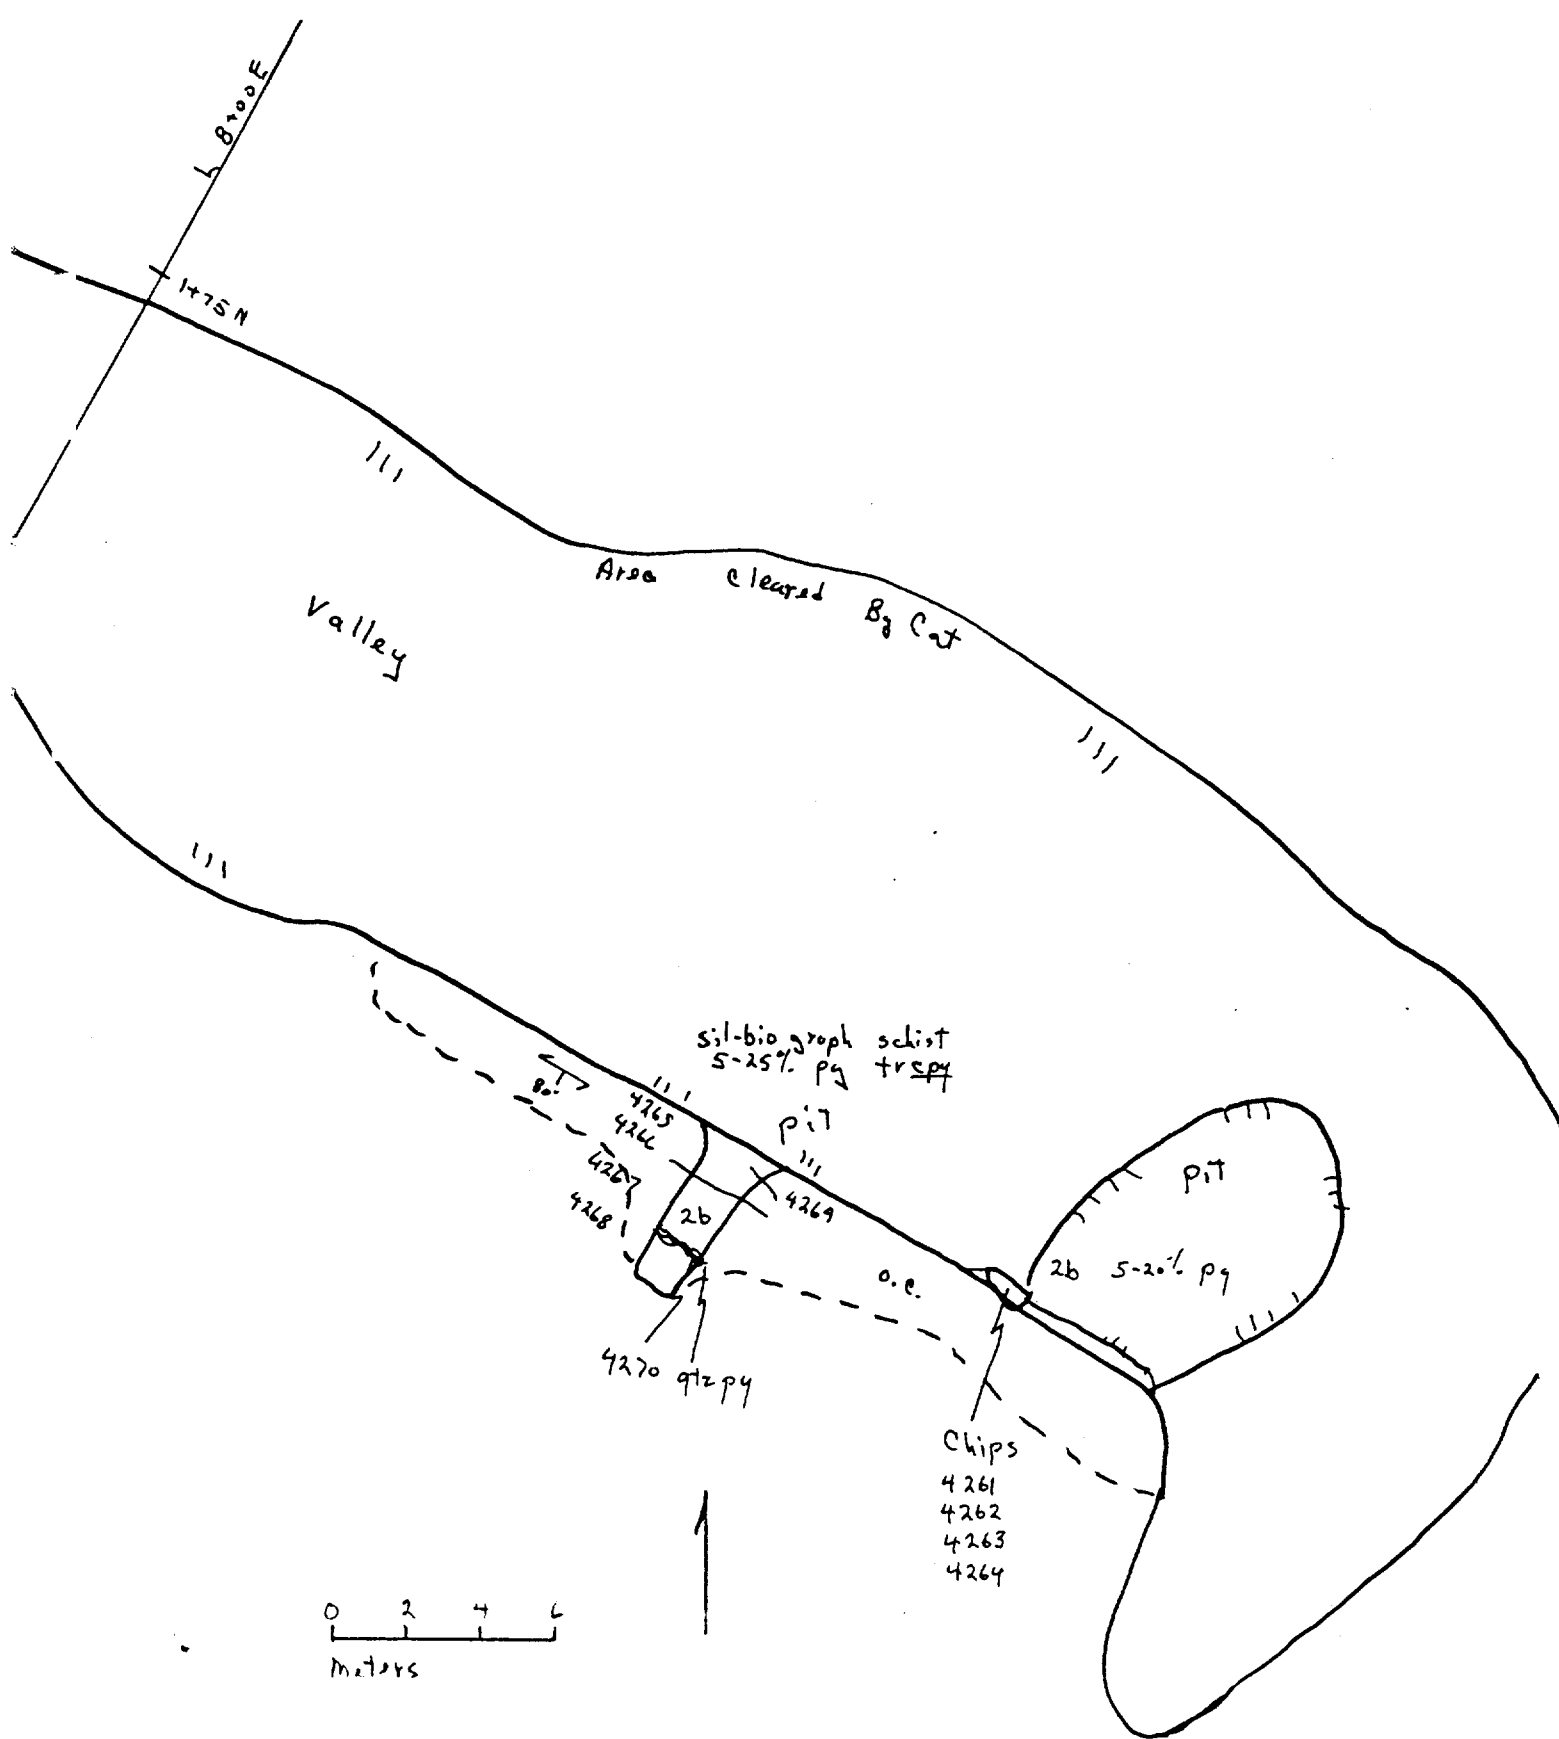 L 8+00E
1+75N
Area Cleared By Cat
Valley
sil-bio graph schist
5-25% py tr cpy
80°
4265
4266
4267
4268
pit
4269
2b
pit
2b 5-20% py
o.c.
4270 qtz py
Chips
4261
4262
4263
4264
0 2 4 6
Meters